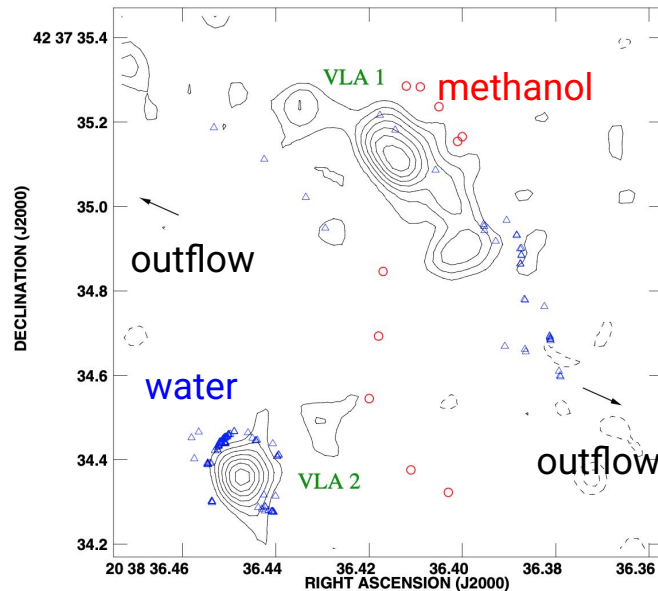 42 37 35.4
VLA 1
methanol
35.2
35.0
outflow
34.8
DECLINATION (J2000)
water
34.6
VLA 2
outflow
34.4
34.2
20 38 36.46 36.44 36.42 36.40 36.38 36.36
RIGHT ASCENSION (J2000)